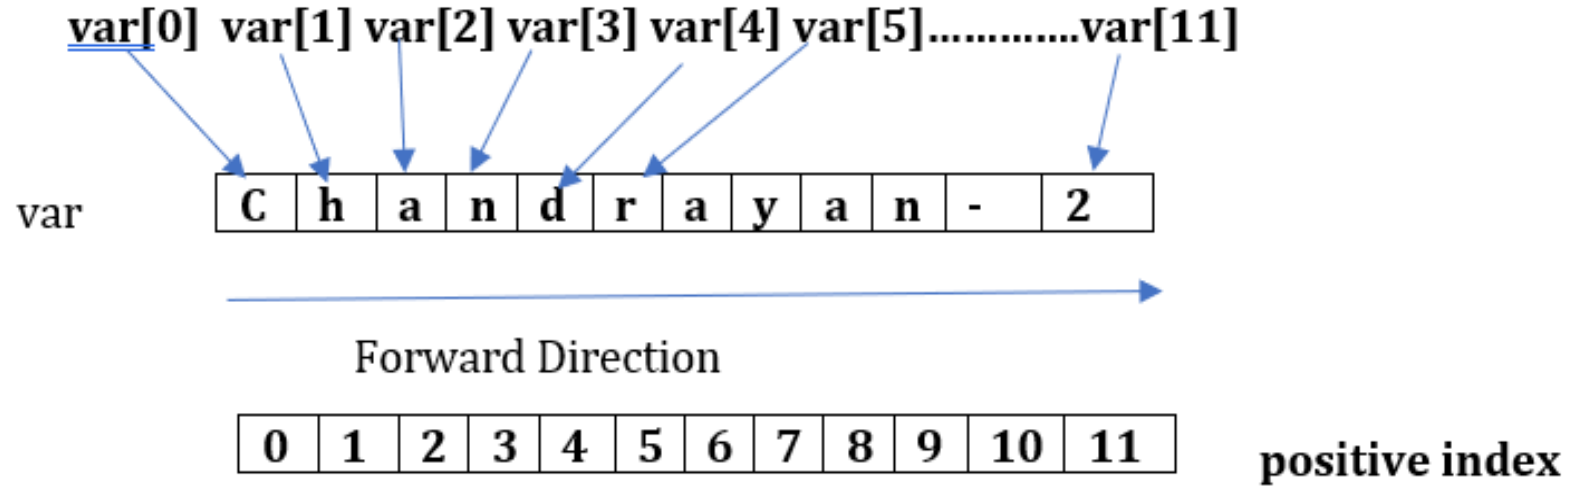 var[0] var[1] var[2] var[3] var[4] var[5].............var[11]
var C h a n d r a y a n - 2
Forward Direction
0 1 2 3 4 5 6 7 8 9 10 11 positive index